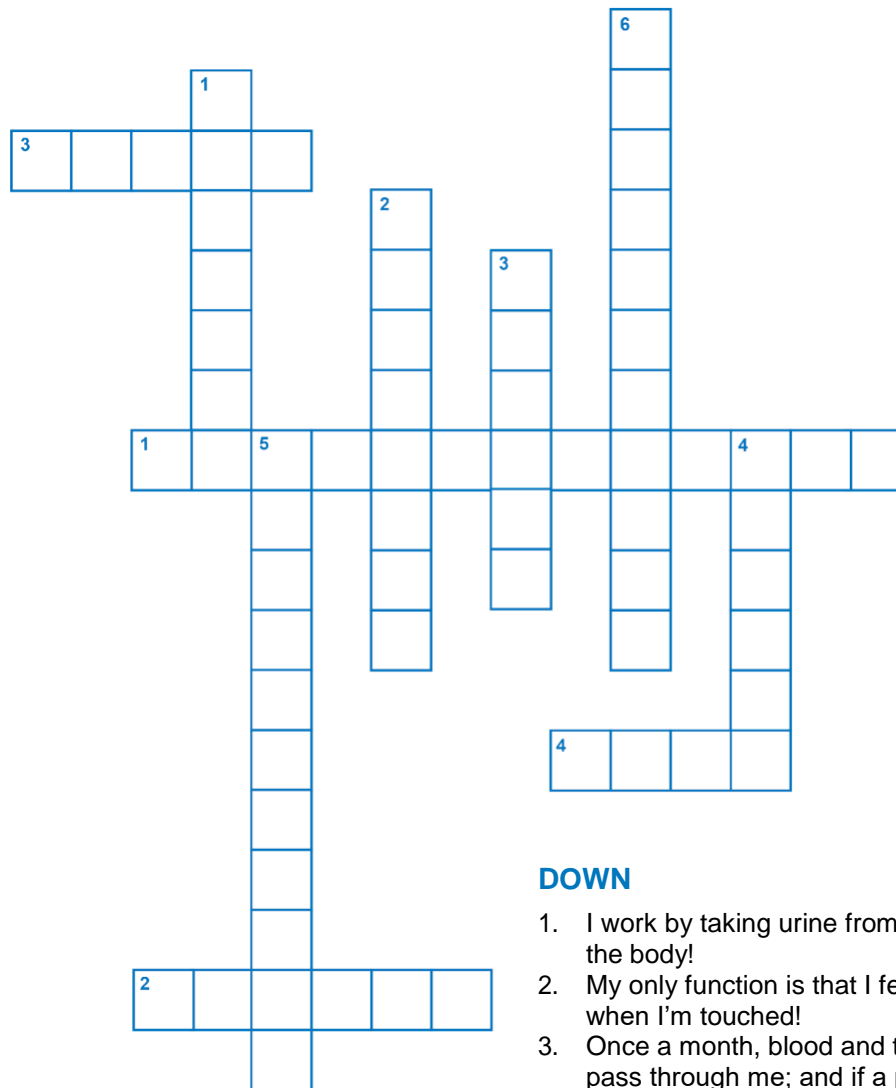 6
1
3
2
3
1 5 4
4
DOWN
1. I work by taking urine from
the body!
2. My only function is that I
when I'm touched!
2
3. Once a month, blood and
pass through me; and if a